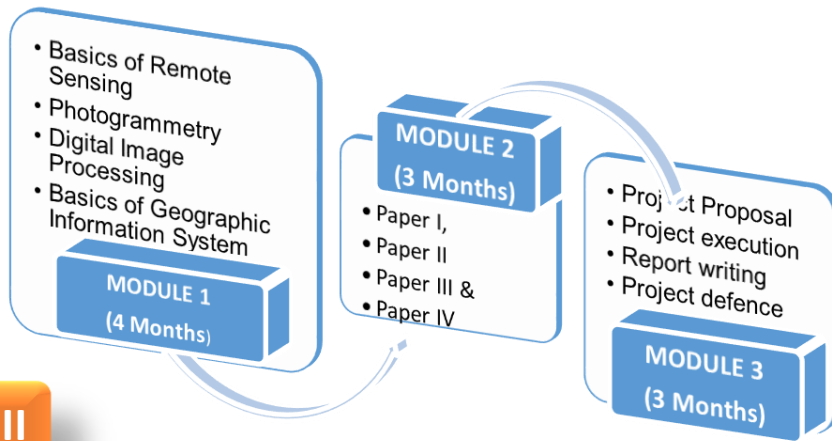 • Basics of Remote
Sensing
• Photogrammetry
• Digital Image
Processing
• Basics of Geographic
Information System
MODULE 1
(4 Months)
MODULE 2
(3 Months)
• Paper I,
• Paper II
• Paper III &
• Paper IV
• Project Proposal
• Project execution
• Report writing
• Project defence
MODULE 3
(3 Months)
II